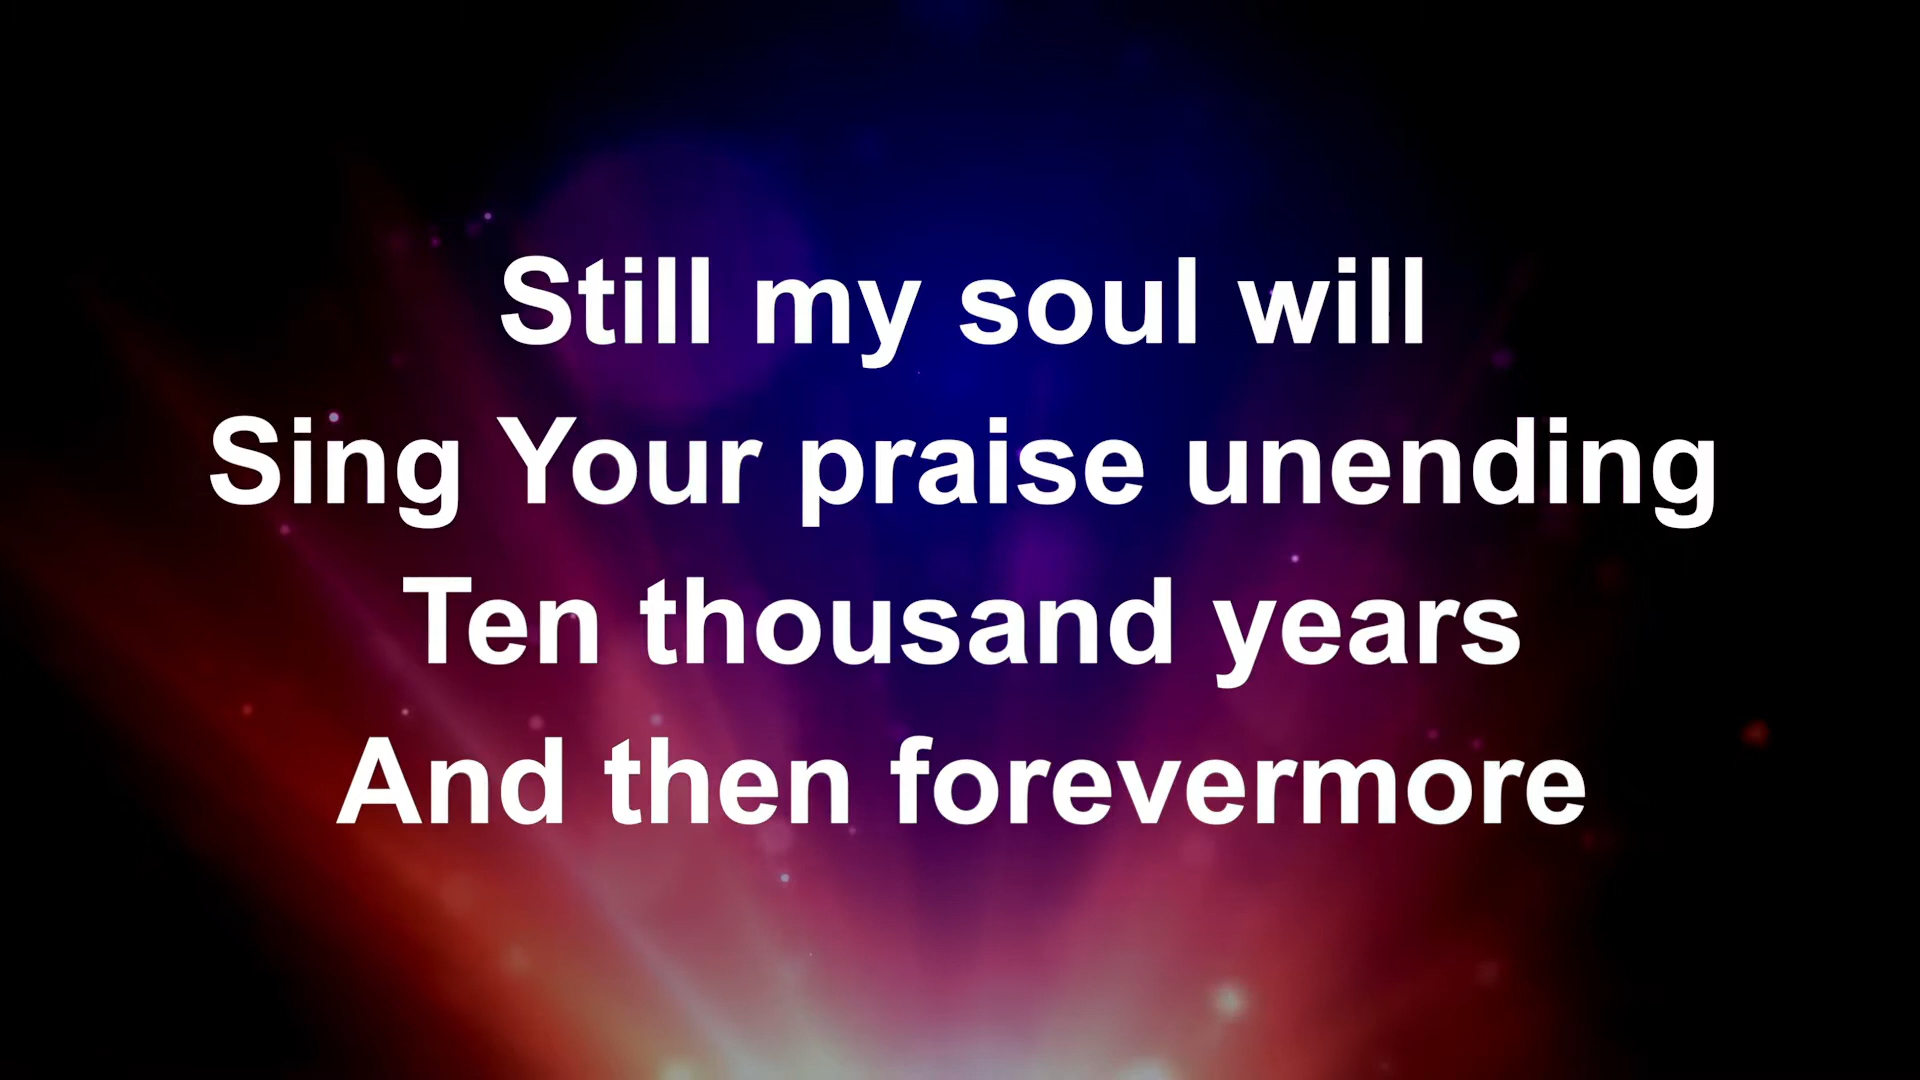 Still my soul will
Sing Your praise unending
Ten thousand years
And then forevermore